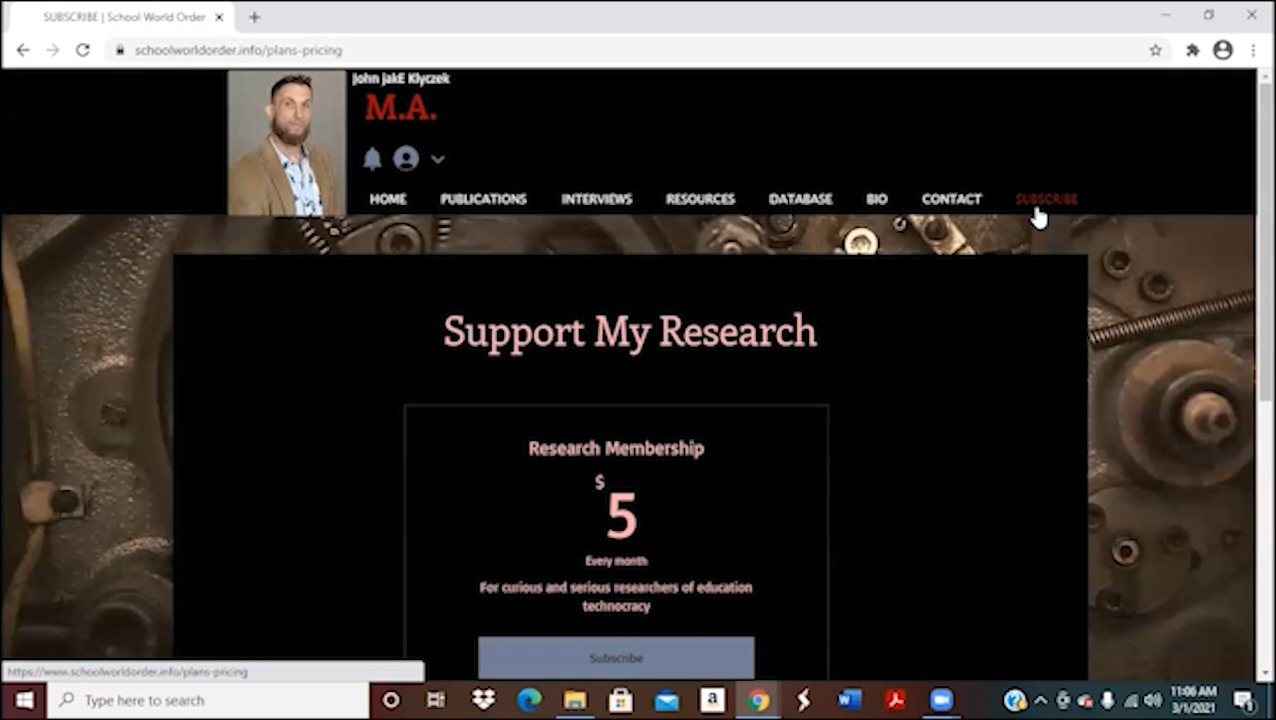 SUBSCRIBE | School World Order
schoolworldorder.info/plans-pricing
John jakE Klyczek
M.A.
HOME PUBLICATIONS INTERVIEWS RESOURCES DATABASE BIO CONTACT SUBSCRIBE
Support My Research
Research Membership
$
5
Every month
For curious and serious researchers of education
technocracy
Subscribe
https://www.schoolworldorder.info/plans-pricing
Type here to search
11:06 AM
3/1/2021